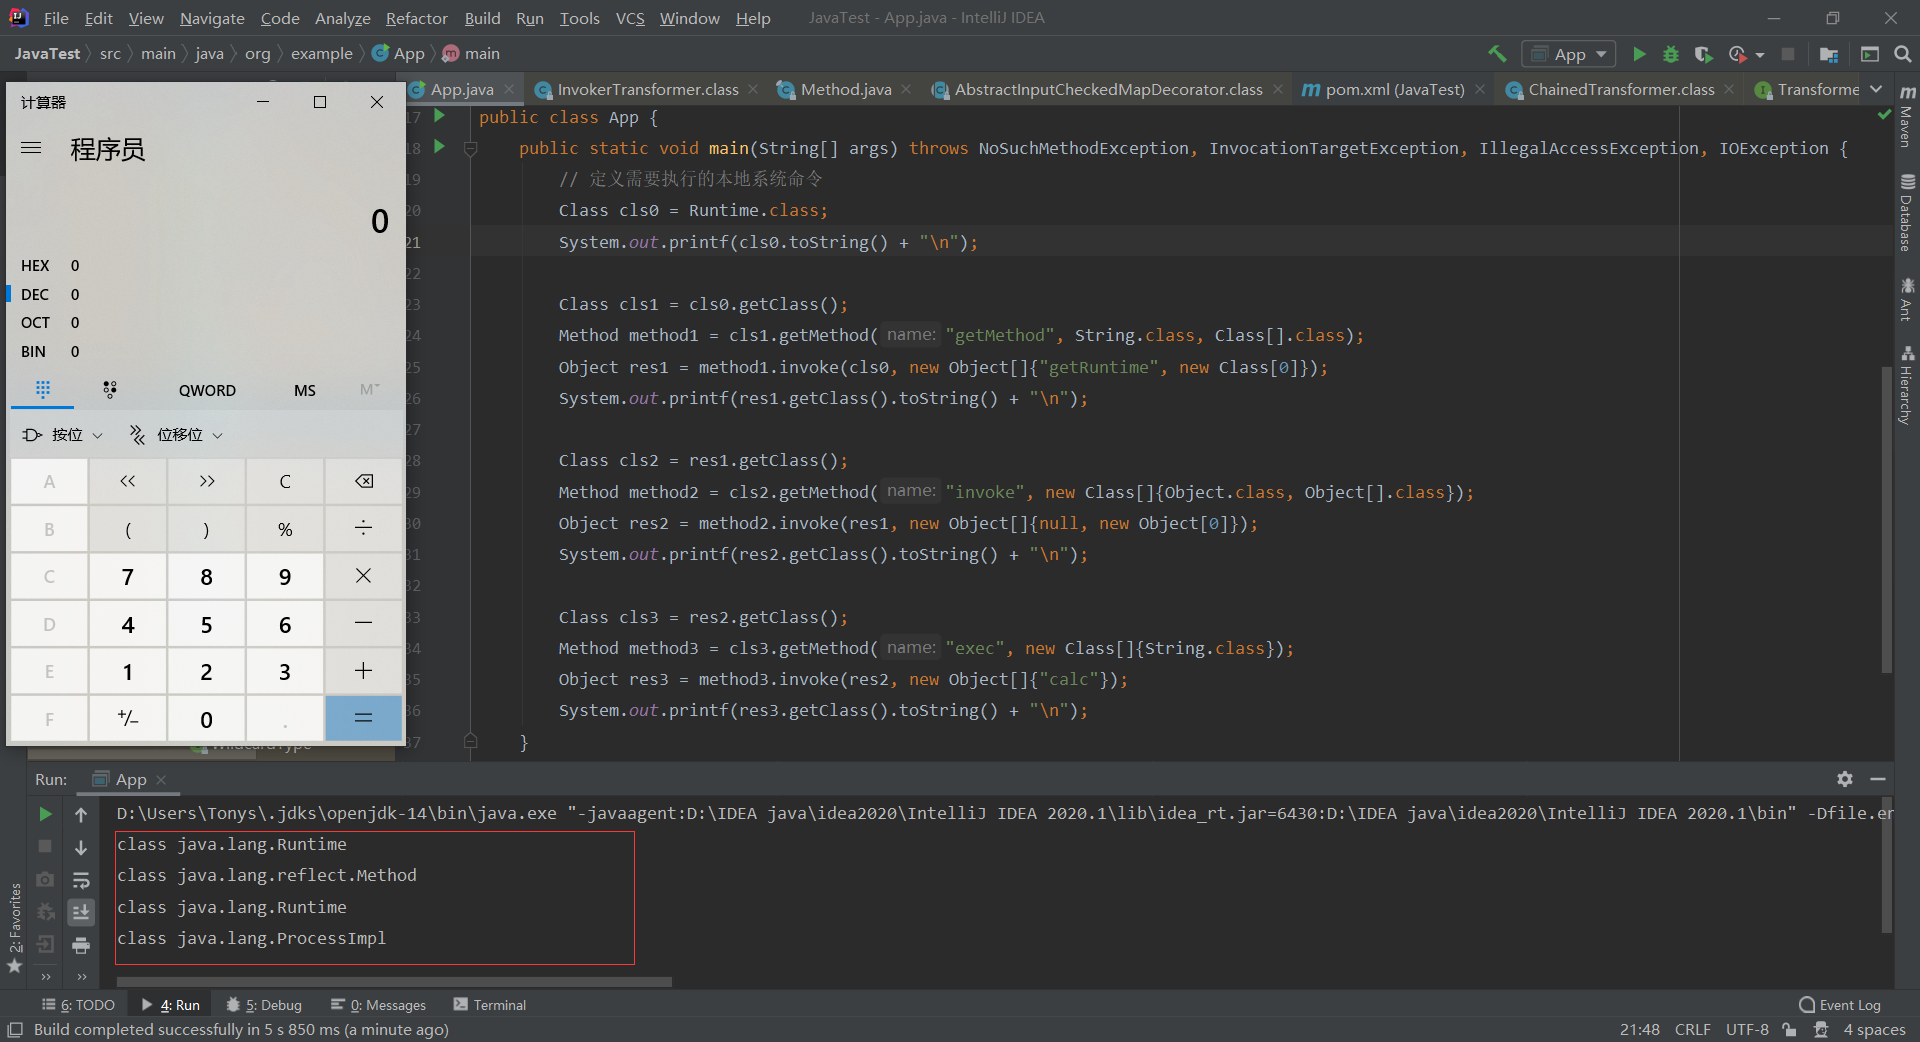 File Edit View Navigate Code Analyze Refactor Build Run Tools VCS Window Help JavaTest - App.java - IntelliJ IDEA
JavaTest src main java org example App main
App
App.java InvokerTransformer.class Method.java AbstractInputCheckedMapDecorator.class pom.xml (JavaTest) ChainedTransformer.class Transforme
计算器
程序员
0
HEX 0
DEC 0
OCT 0
BIN 0
QWORD MS M˅
按位 位移位
A << >> C
B ( ) % ÷
C 7 8 9 ×
D 4 5 6 −
E 1 2 3 +
F +/− 0 . =
17 public class App {
18 public static void main(String[] args) throws NoSuchMethodException, InvocationTargetException, IllegalAccessException, IOException {
19 // 定义需要执行的本地系统命令
20 Class cls0 = Runtime.class;
21 System.out.printf(cls0.toString() + "\n");
22
23 Class cls1 = cls0.getClass();
24 Method method1 = cls1.getMethod( name: "getMethod", String.class, Class[].class);
25 Object res1 = method1.invoke(cls0, new Object[]{"getRuntime", new Class[0]});
26 System.out.printf(res1.getClass().toString() + "\n");
27
28 Class cls2 = res1.getClass();
29 Method method2 = cls2.getMethod( name: "invoke", new Class[]{Object.class, Object[].class});
30 Object res2 = method2.invoke(res1, new Object[]{null, new Object[0]});
31 System.out.printf(res2.getClass().toString() + "\n");
32
33 Class cls3 = res2.getClass();
34 Method method3 = cls3.getMethod( name: "exec", new Class[]{String.class});
35 Object res3 = method3.invoke(res2, new Object[]{"calc"});
36 System.out.printf(res3.getClass().toString() + "\n");
37 }
WildcardType
Maven
Database
Ant
Hierarchy
Run: App
D:\Users\Tonys\.jdks\openjdk-14\bin\java.exe "-javaagent:D:\IDEA java\idea2020\IntelliJ IDEA 2020.1\lib\idea_rt.jar=6430:D:\IDEA java\idea2020\IntelliJ IDEA 2020.1\bin" -Dfile.en
class java.lang.Runtime
class java.lang.reflect.Method
class java.lang.Runtime
class java.lang.ProcessImpl
2: Favorites
6: TODO 4: Run 5: Debug 0: Messages Terminal Event Log
Build completed successfully in 5 s 850 ms (a minute ago) 21:48 CRLF UTF-8 4 spaces